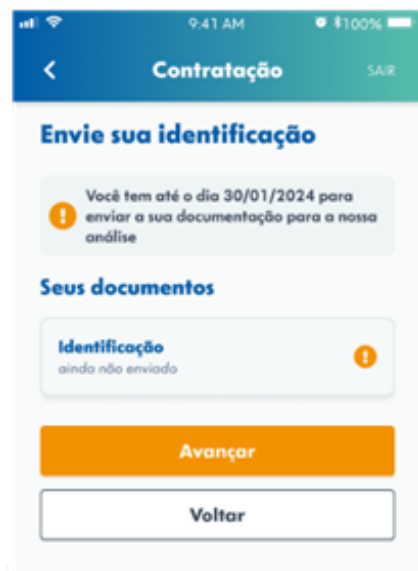 9:41 AM
100%
Contratação
SAIR
Envie sua identificação
Você tem até o dia 30/01/2024 para
enviar a sua documentação para a nossa
análise
Seus documentos
Identificação
ainda não enviado
Avançar
Voltar